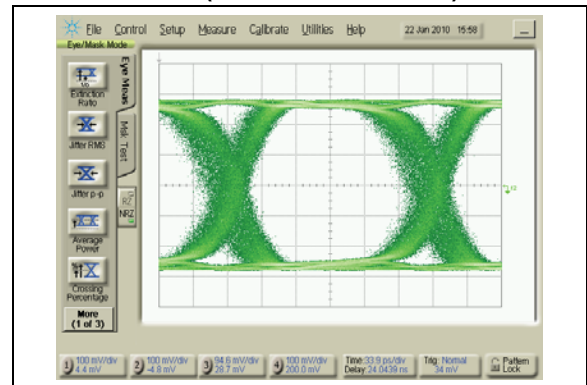 File Control Setup Measure Calibrate Utilities Help 22 Jun 2010 15:58
Eye/Mask Mode
Extinction
Ratio
Jitter RMS
Jitter p-p
Average
Power
Crossing
Percentage
More
(1 of 3)
Eye Meas
Msk Test
RZ
NRZ
1) 100 mV/div
4.4 mV
2) 100 mV/div
-4.8 mV
3) 94.6 mV/div
28.7 mV
4) 100 mV/div
200.0 mV
Time:33.9 ps/div
Delay:24.0439 ns
Trig: Normal
34 mV
Pattern
Lock